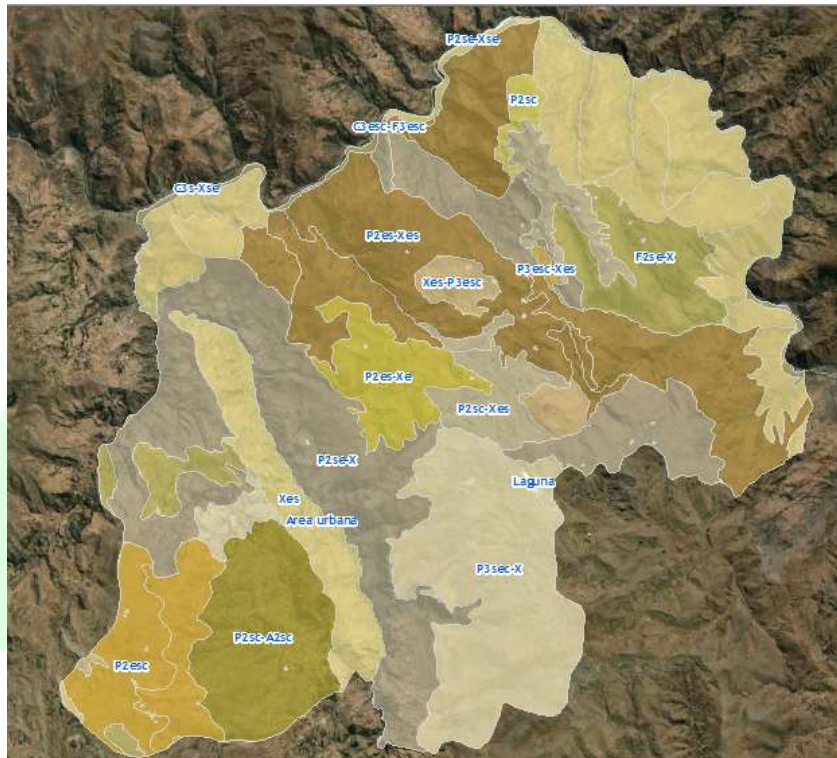 P2se-Xse
P2sc
C3esc-F3esc
C3s-Xse
P2es-Xes
F2se-X
P3esc-Xes
Xes-P3esc
P2es-Xe
P2sc-Xes
P2se-X
Laguna
Xes
Area urbana
P3sec-X
P2sc-A2sc
P2esc